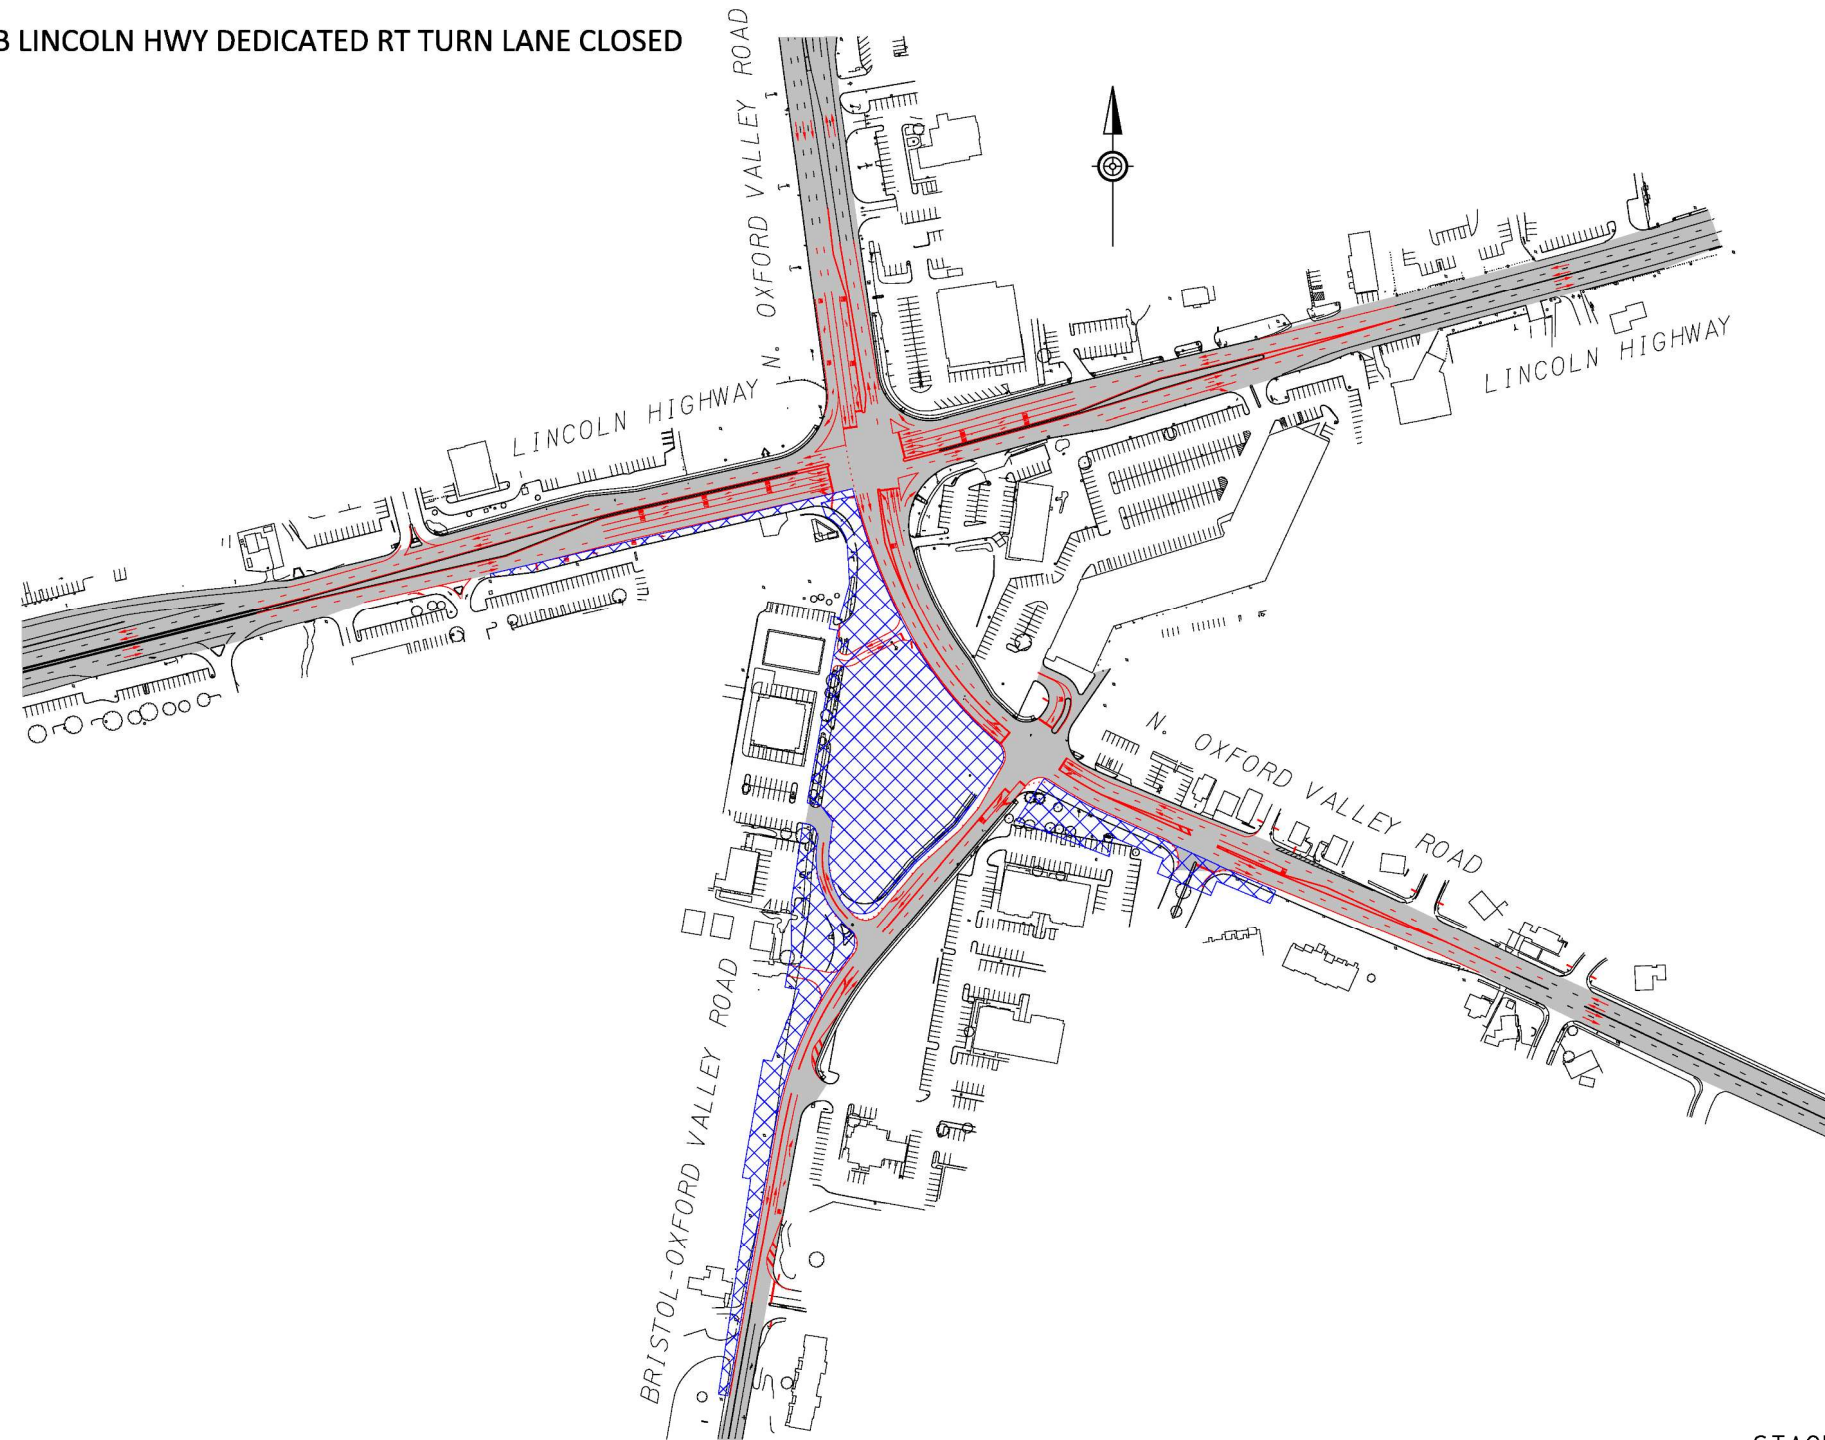 B LINCOLN HWY DEDICATED RT TURN LANE CLOSED
N. OXFORD VALLEY ROAD
LINCOLN HIGHWAY
LINCOLN HIGHWAY
N. OXFORD VALLEY ROAD
BRISTOL-OXFORD VALLEY ROAD